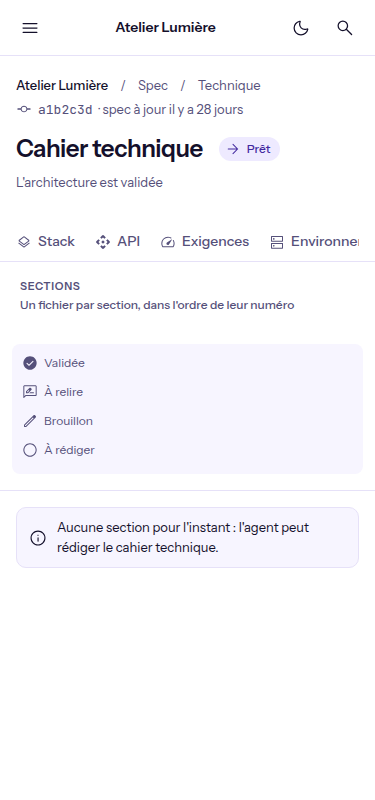 Atelier Lumière
Atelier Lumière / Spec / Technique
a1b2c3d · spec à jour il y a 28 jours
Cahier technique
Prêt
L'architecture est validée
Stack API Exigences Environne
SECTIONS
Un fichier par section, dans l'ordre de leur numéro
Validée
À relire
Brouillon
À rédiger
Aucune section pour l'instant : l'agent peut
rédiger le cahier technique.